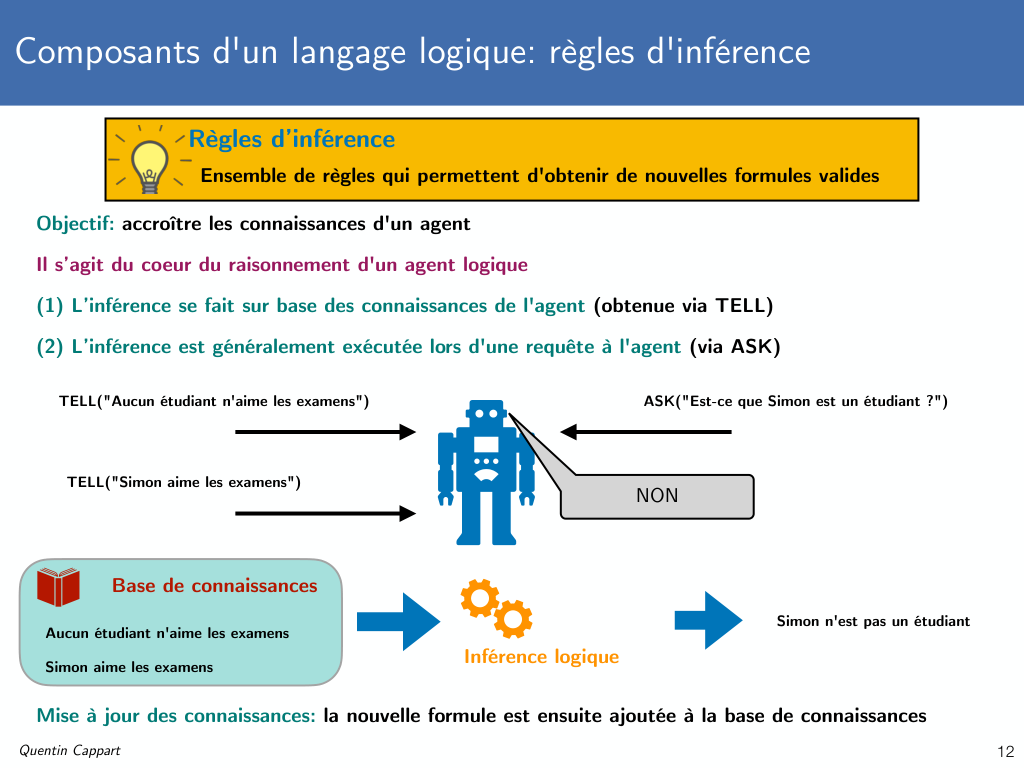 Composants d'un langage logique: règles d'inférence
Règles d'inférence
Ensemble de règles qui permettent d'obtenir de nouvelles formules valides
Objectif: accroître les connaissances d'un agent
Il s'agit du coeur du raisonnement d'un agent logique
(1) L'inférence se fait sur base des connaissances de l'agent (obtenue via TELL)
(2) L'inférence est généralement exécutée lors d'une requête à l'agent (via ASK)
TELL("Aucun étudiant n'aime les examens")
ASK("Est-ce que Simon est un étudiant ?")
TELL("Simon aime les examens")
NON
Base de connaissances
Aucun étudiant n'aime les examens
Simon aime les examens
Inférence logique
Simon n'est pas un étudiant
Mise à jour des connaissances: la nouvelle formule est ensuite ajoutée à la base de connaissances
Quentin Cappart
12